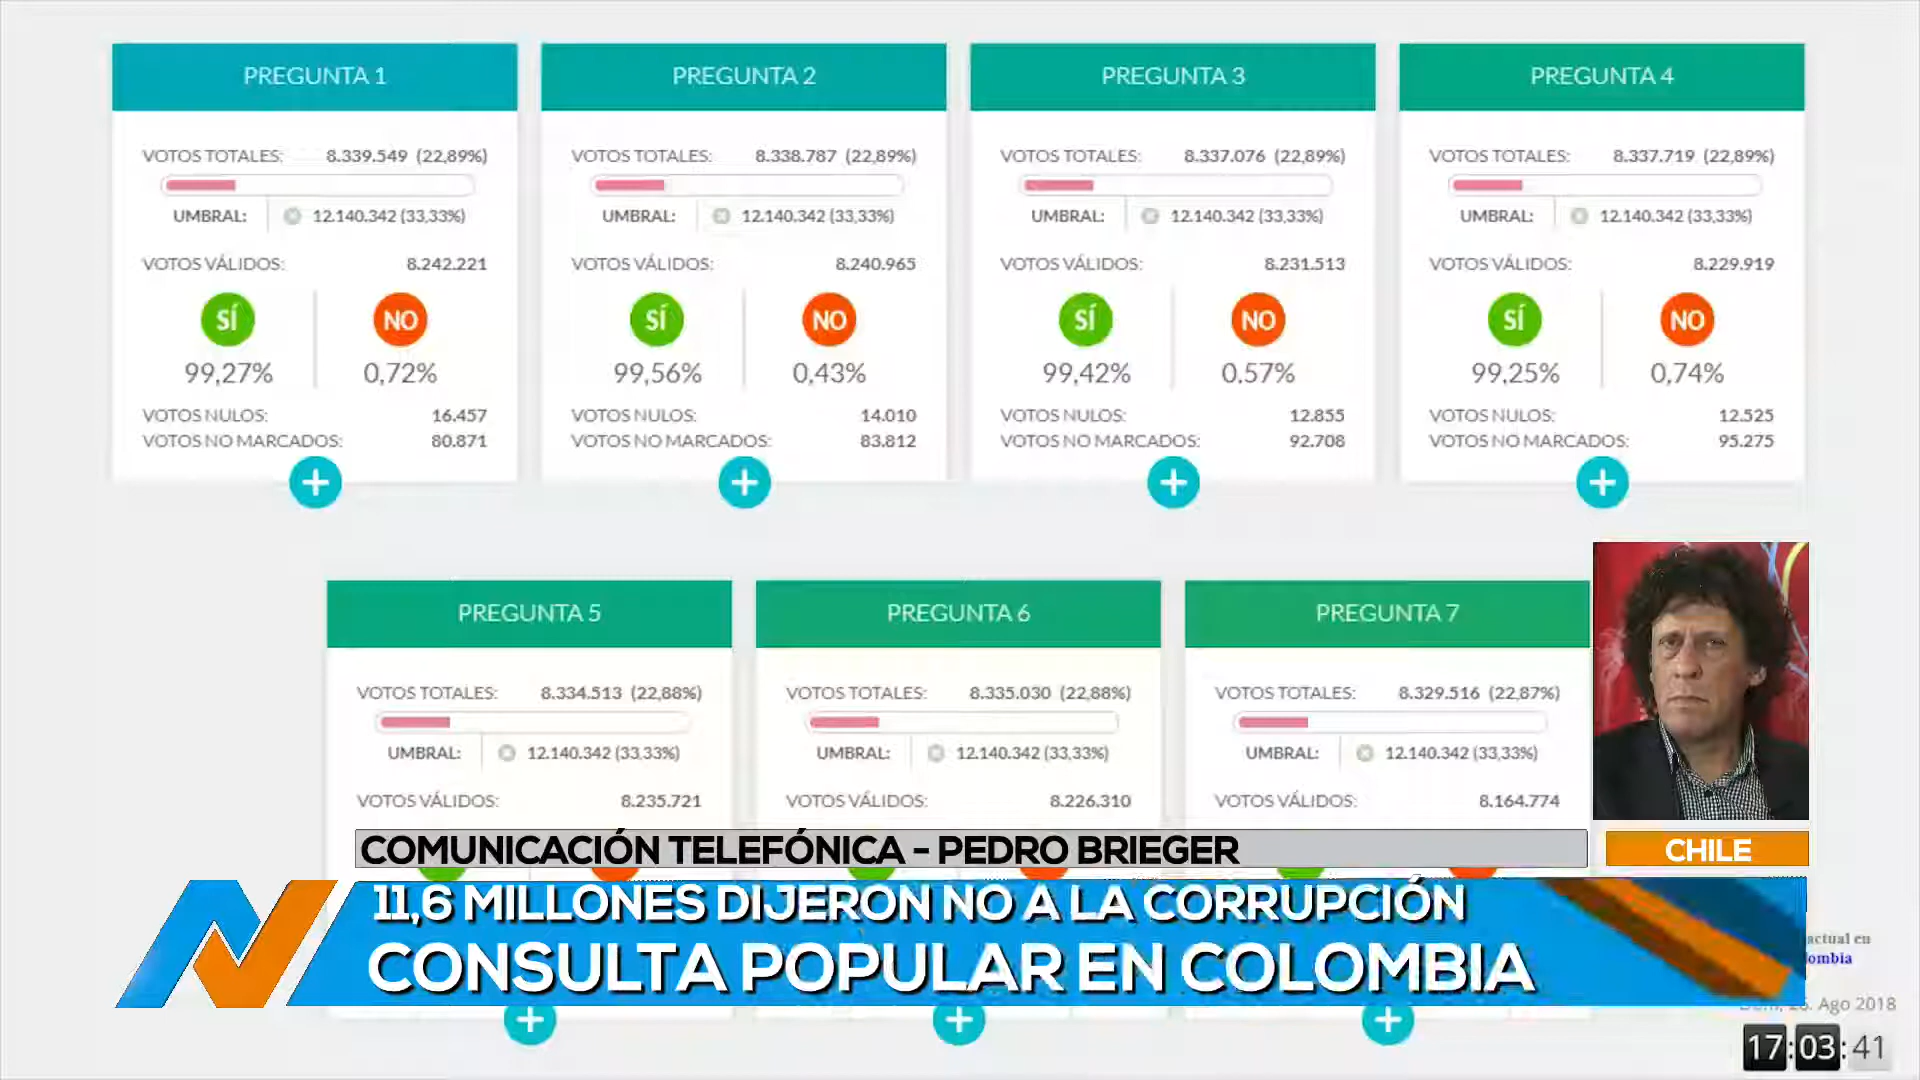 PREGUNTA 1
VOTOS TOTALES: 8.339.549 (22,89%)
UMBRAL: 12.140.342 (33,33%)
VOTOS VÁLIDOS: 8.242.221
SÍ NO
99,27% 0,72%
VOTOS NULOS: 16.457
VOTOS NO MARCADOS: 80.871
PREGUNTA 2
VOTOS TOTALES: 8.338.787 (22,89%)
UMBRAL: 12.140.342 (33,33%)
VOTOS VÁLIDOS: 8.240.965
SÍ NO
99,56% 0,43%
VOTOS NULOS: 14.010
VOTOS NO MARCADOS: 83.812
PREGUNTA 3
VOTOS TOTALES: 8.337.076 (22,89%)
UMBRAL: 12.140.342 (33,33%)
VOTOS VÁLIDOS: 8.231.513
SÍ NO
99,42% 0,57%
VOTOS NULOS: 12.855
VOTOS NO MARCADOS: 92.708
PREGUNTA 4
VOTOS TOTALES: 8.337.719 (22,89%)
UMBRAL: 12.140.342 (33,33%)
VOTOS VÁLIDOS: 8.229.919
SÍ NO
99,25% 0,74%
VOTOS NULOS: 12.525
VOTOS NO MARCADOS: 95.275
PREGUNTA 5
VOTOS TOTALES: 8.334.513 (22,88%)
UMBRAL: 12.140.342 (33,33%)
VOTOS VÁLIDOS: 8.235.721
PREGUNTA 6
VOTOS TOTALES: 8.335.030 (22,88%)
UMBRAL: 12.140.342 (33,33%)
VOTOS VÁLIDOS: 8.226.310
PREGUNTA 7
VOTOS TOTALES: 8.329.516 (22,87%)
UMBRAL: 12.140.342 (33,33%)
VOTOS VÁLIDOS: 8.164.774
COMUNICACIÓN TELEFÓNICA - PEDRO BRIEGER
CHILE
11,6 MILLONES DIJERON NO A LA CORRUPCIÓN
CONSULTA POPULAR EN COLOMBIA
actual en
ombia
Ago 2018
17:03:41